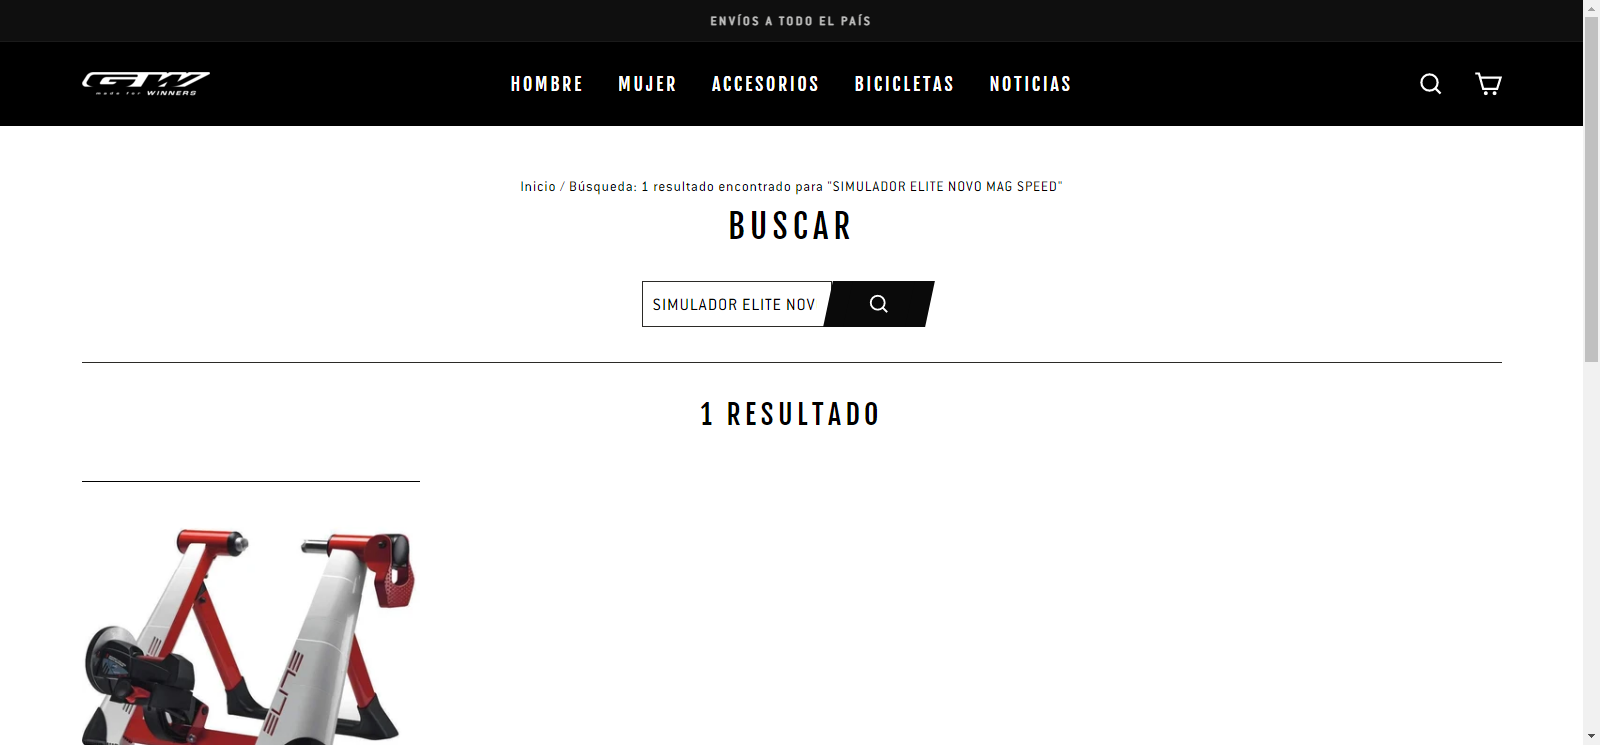 ENVÍOS A TODO EL PAÍS
GW
made for WINNERS
HOMBRE MUJER ACCESORIOS BICICLETAS NOTICIAS
Inicio / Búsqueda: 1 resultado encontrado para "SIMULADOR ELITE NOVO MAG SPEED"
BUSCAR
SIMULADOR ELITE NOV
1 RESULTADO
ELITE